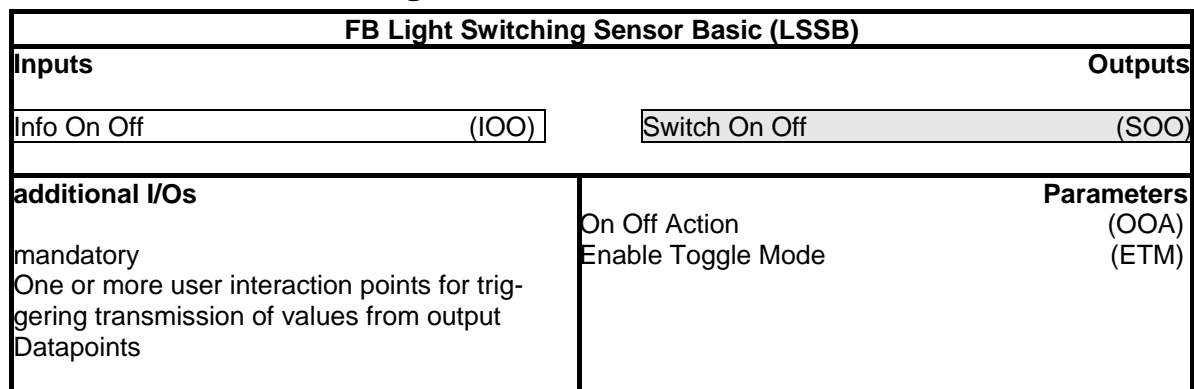 FB Light Switching Sensor Basic (LSSB)
Inputs Outputs
Info On Off (IOO) Switch On Off (SOO)
additional I/Os
mandatory
One or more user interaction points for trig-
gering transmission of values from output
Datapoints
Parameters
On Off Action (OOA)
Enable Toggle Mode (ETM)